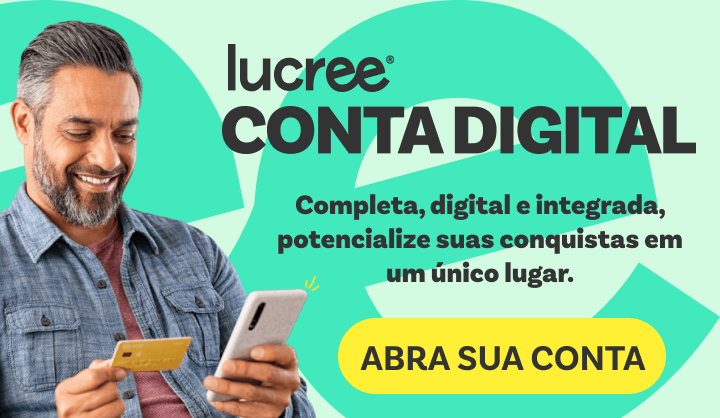 lucree®
CONTA DIGITAL
Completa, digital e integrada,
potencialize suas conquistas em
um único lugar.
ABRA SUA CONTA